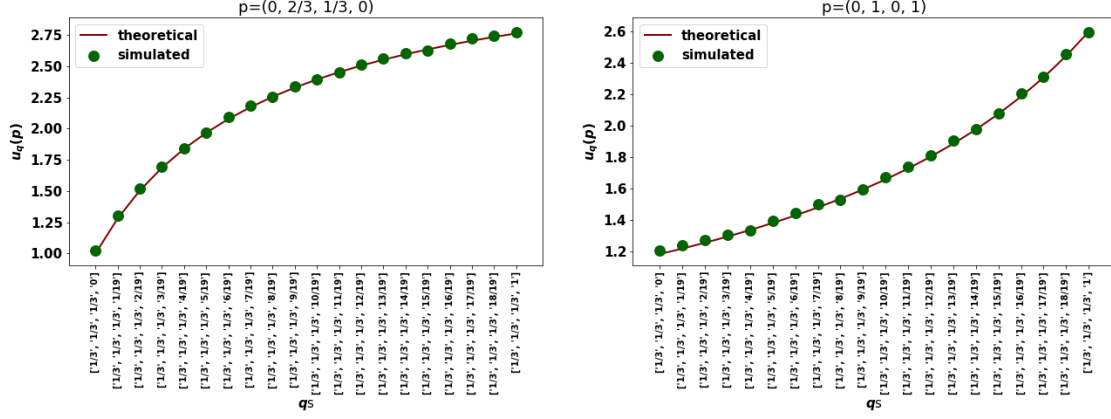 p=(0, 2/3, 1/3, 0)
theoretical
simulated
2.75
2.50
2.25
2.00
1.75
1.50
1.25
1.00
u_q(p)
['1/3', '1/3', '1/3', '0']
['1/3', '1/3', '1/3', '1/19']
['1/3', '1/3', '1/3', '2/19']
['1/3', '1/3', '1/3', '3/19']
['1/3', '1/3', '1/3', '4/19']
['1/3', '1/3', '1/3', '5/19']
['1/3', '1/3', '1/3', '6/19']
['1/3', '1/3', '1/3', '7/19']
['1/3', '1/3', '1/3', '8/19']
['1/3', '1/3', '1/3', '9/19']
['1/3', '1/3', '1/3', '10/19']
['1/3', '1/3', '1/3', '11/19']
['1/3', '1/3', '1/3', '12/19']
['1/3', '1/3', '1/3', '13/19']
['1/3', '1/3', '1/3', '14/19']
['1/3', '1/3', '1/3', '15/19']
['1/3', '1/3', '1/3', '16/19']
['1/3', '1/3', '1/3', '17/19']
['1/3', '1/3', '1/3', '18/19']
['1/3', '1/3', '1/3', '1']
qs
p=(0, 1, 0, 1)
theoretical
simulated
2.6
2.4
2.2
2.0
1.8
1.6
1.4
1.2
u_q(p)
['1/3', '1/3', '1/3', '0']
['1/3', '1/3', '1/3', '1/19']
['1/3', '1/3', '1/3', '2/19']
['1/3', '1/3', '1/3', '3/19']
['1/3', '1/3', '1/3', '4/19']
['1/3', '1/3', '1/3', '5/19']
['1/3', '1/3', '1/3', '6/19']
['1/3', '1/3', '1/3', '7/19']
['1/3', '1/3', '1/3', '8/19']
['1/3', '1/3', '1/3', '9/19']
['1/3', '1/3', '1/3', '10/19']
['1/3', '1/3', '1/3', '11/19']
['1/3', '1/3', '1/3', '12/19']
['1/3', '1/3', '1/3', '13/19']
['1/3', '1/3', '1/3', '14/19']
['1/3', '1/3', '1/3', '15/19']
['1/3', '1/3', '1/3', '16/19']
['1/3', '1/3', '1/3', '17/19']
['1/3', '1/3', '1/3', '18/19']
['1/3', '1/3', '1/3', '1']
qs